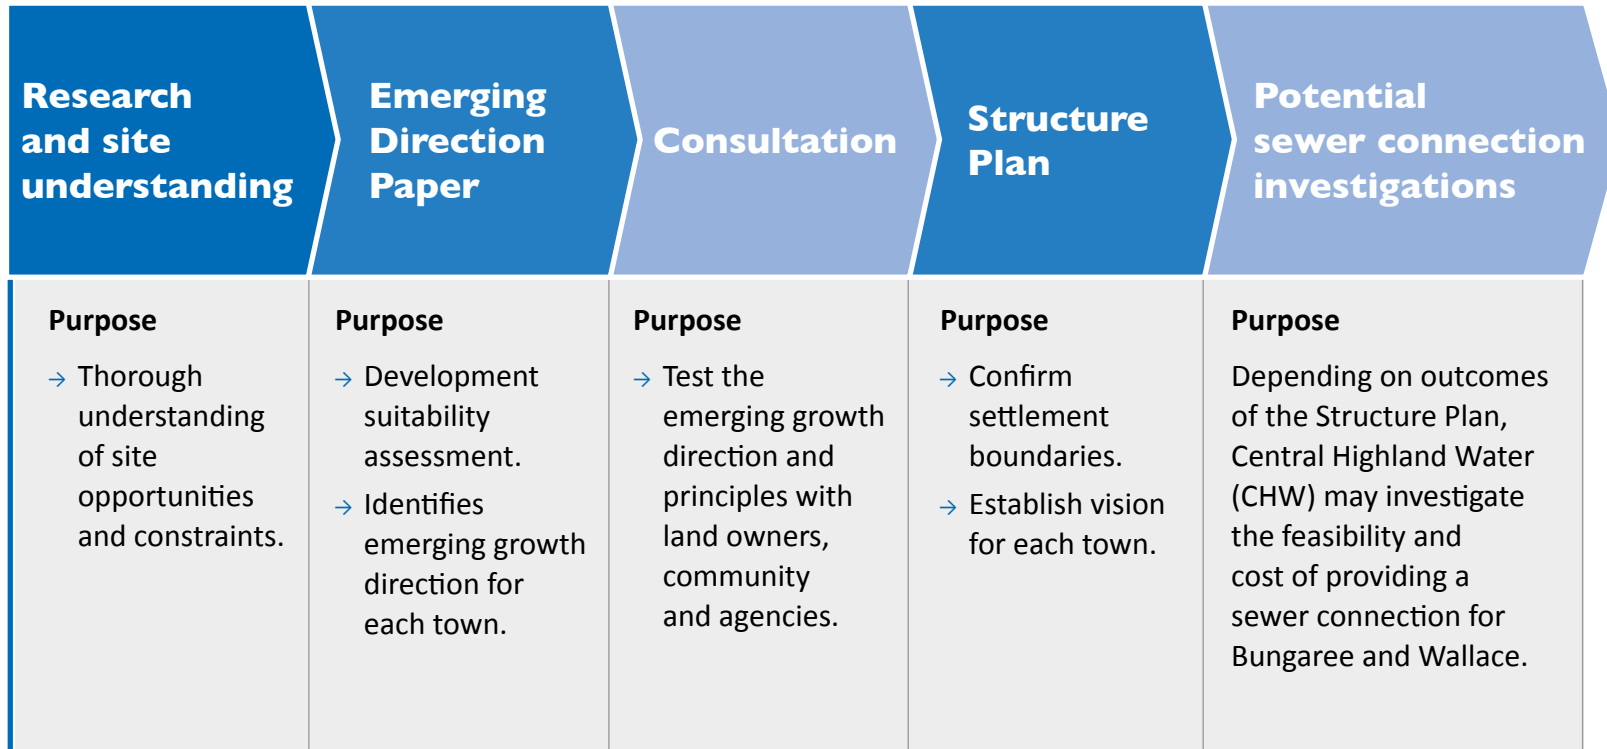 Research
and site
understanding
Emerging
Direction
Paper
Consultation
Structure
Plan
Potential
sewer connection
investigations
Purpose
→ Thorough
understanding
of site
opportunities
and constraints.
Purpose
→ Development
suitability
assessment.
→ Identifies
emerging growth
direction for
each town.
Purpose
→ Test the
emerging growth
direction and
principles with
land owners,
community
and agencies.
Purpose
→ Confirm
settlement
boundaries.
→ Establish vision
for each town.
Purpose
Depending on outcomes
of the Structure Plan,
Central Highland Water
(CHW) may investigate
the feasibility and
cost of providing a
sewer connection for
Bungaree and Wallace.